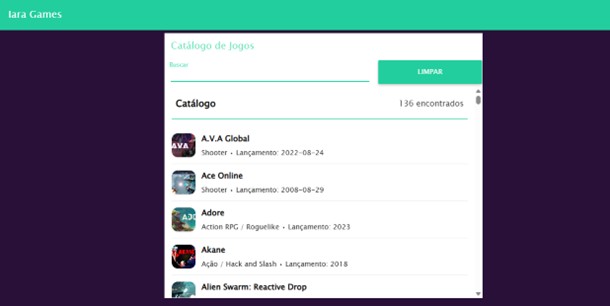 Iara Games
Catálogo de Jogos
Buscar
LIMPAR
Catálogo
136 encontrados
AVA
A.V.A Global
Shooter • Lançamento: 2022-08-24
Ace Online
Shooter • Lançamento: 2008-08-29
Adore
Action RPG / Roguelike • Lançamento: 2023
Akane
Ação / Hack and Slash • Lançamento: 2018
Alien Swarm: Reactive Drop